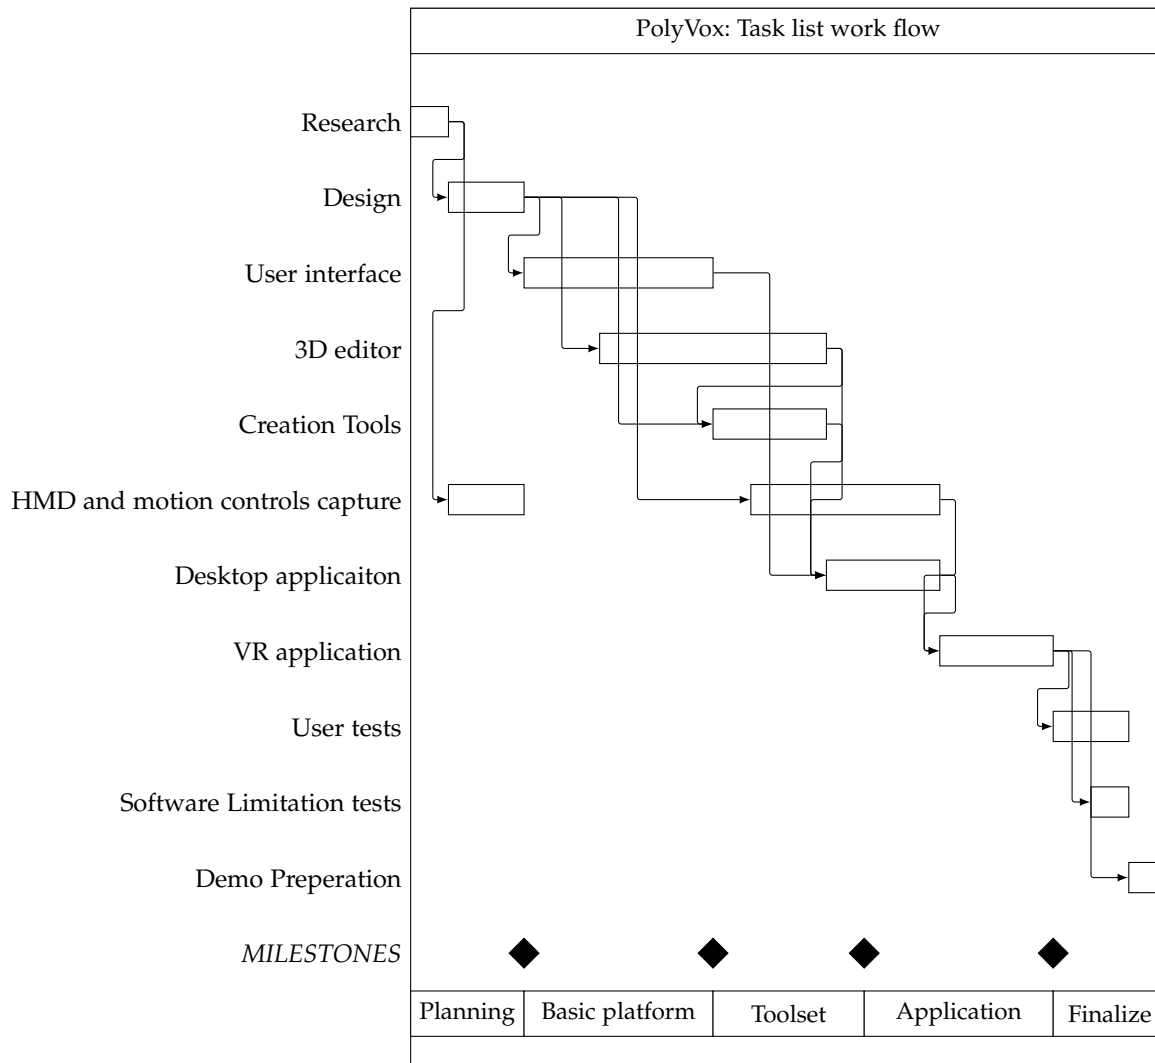 PolyVox: Task list work flow
Research
Design
User interface
3D editor
Creation Tools
HMD and motion controls capture
Desktop applicaiton
VR application
User tests
Software Limitation tests
Demo Preperation
MILESTONES
Planning Basic platform Toolset Application Finalize